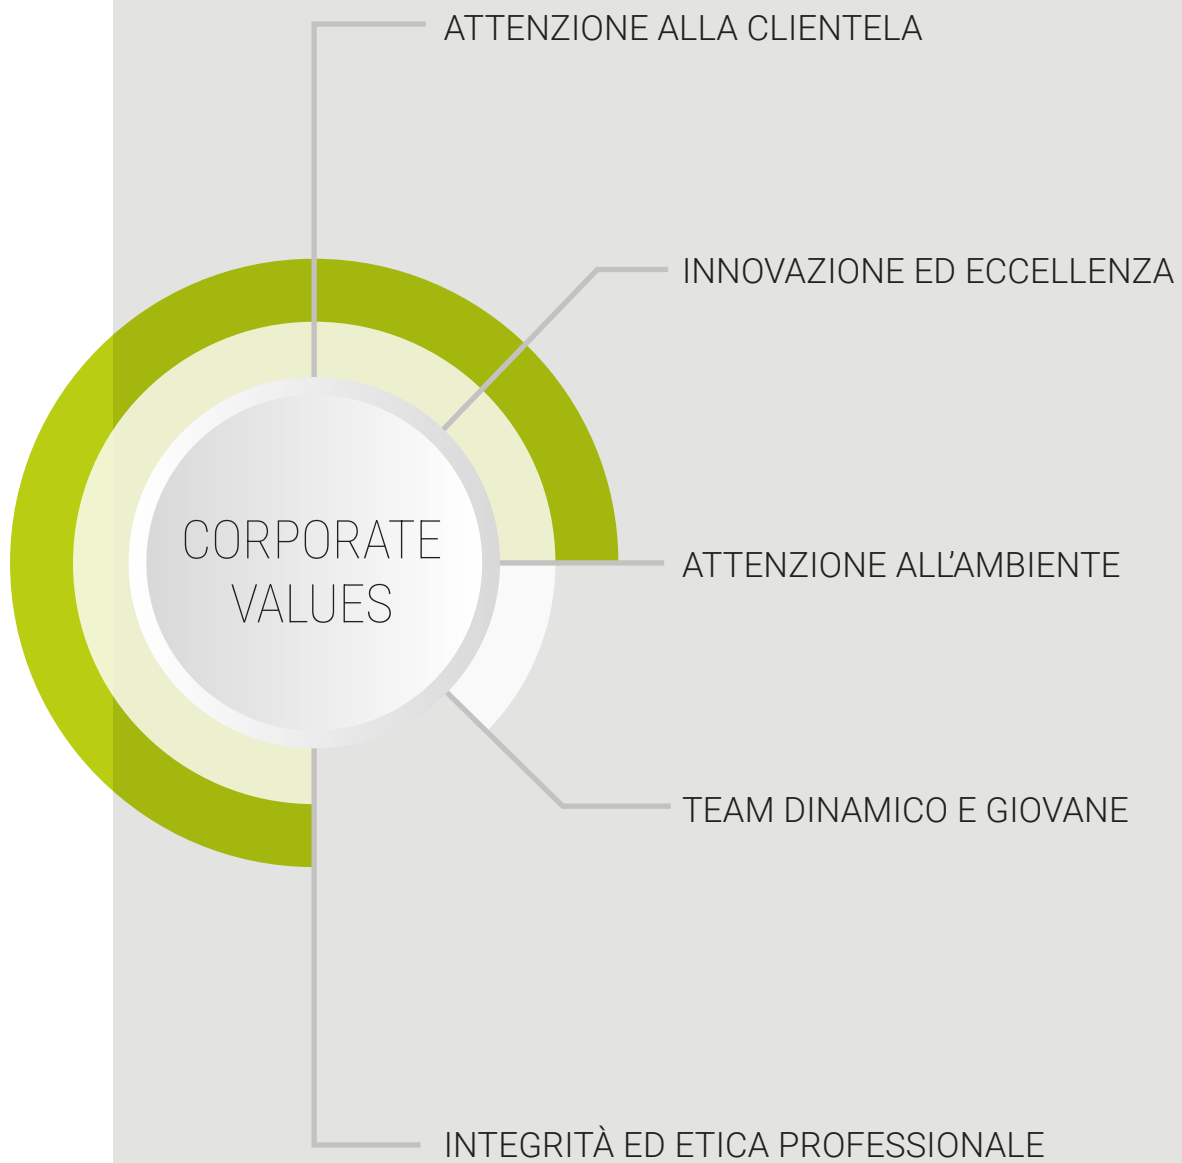 ATTENZIONE ALLA CLIENTELA
INNOVAZIONE ED ECCELLENZA
CORPORATE
VALUES
ATTENZIONE ALL'AMBIENTE
TEAM DINAMICO E GIOVANE
INTEGRITÀ ED ETICA PROFESSIONALE